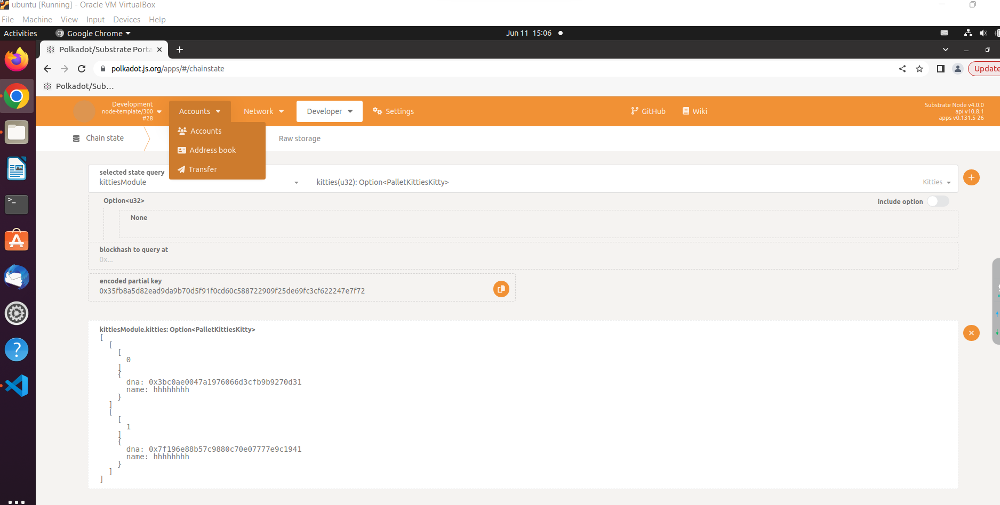 ubuntu [Running] - Oracle VM VirtualBox
File Machine View Input Devices Help
Activities Google Chrome Jun 11 15:06
Polkadot/Substrate Porta
polkadot.js.org/apps/#/chainstate Update
Polkadot/Sub...
Development
node-template/300
#28
Accounts Network Developer Settings GitHub Wiki
Substrate Node v4.0.0
api v10.8.1
apps v0.131.5-26
Accounts
Address book
Transfer
Chain state Raw storage
selected state query
kittiesModule kitties(u32): Option<PalletKittiesKitty> Kitties
Option<u32> include option
None
blockhash to query at
0x...
encoded partial key
0x35fb8a5d82ead9da9b70d5f91f0cd60c588722909f25de69fc3cf622247e7f72
kittiesModule.kitties: Option<PalletKittiesKitty>
[
[
[
0
]
{
dna: 0x3bc0ae0047a1976066d3cfb9b9270d31
name: hhhhhhhh
}
]
[
[
1
]
{
dna: 0x7f196e88b57c9880c70e07777e9c1941
name: hhhhhhhh
}
]
]